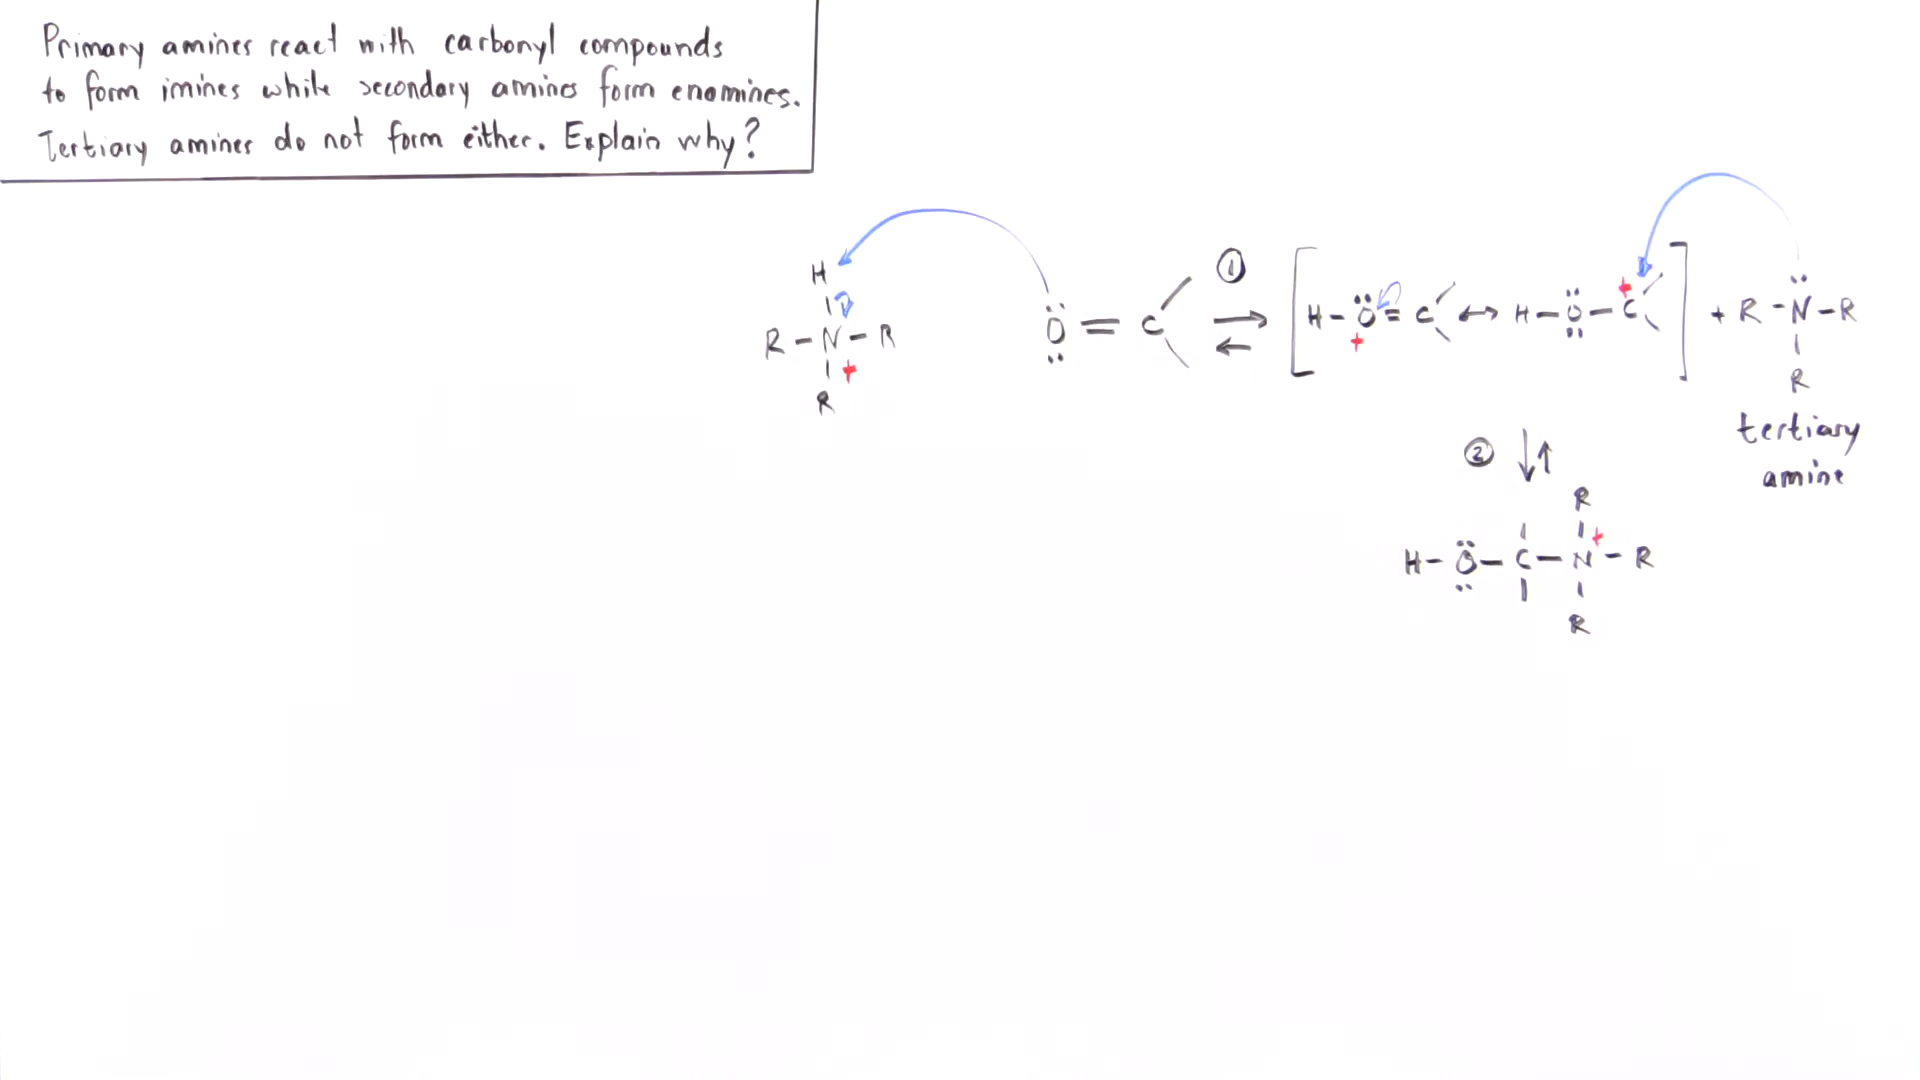 Primary amines react with carbonyl compounds
to form imines while secondary amines form enamines.
Tertiary amines do not form either. Explain why?
①
H
R - N - R
+
R
O = C
[ H - O = C ↔ H - O - C ] + R - N - R
+
+
R
tertiary
amine
②
R
+
H - O - C - N - R
R